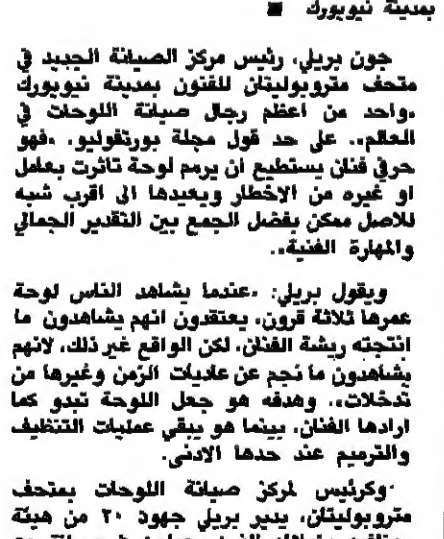 بمدينة نيويورك ■
جون بريلي، رئيس مركز الصيانة الجديد في
متحف متروبوليتان للفنون بمدينة نيويورك
«واحد من اعظم رجال صيانة اللوحات في
العالم». على حد قول مجلة بورتفوليو. «فهو
حرفي فنان يستطيع ان يرمم لوحة تاثرت بعامل
او غيره من الاخطار ويعيدها الى اقرب شبه
للاصل ممكن بفضل الجمع بين التقدير الجمالي
والمهارة الفنية».
ويقول بريلي: «عندما يشاهد الناس لوحة
عمرها ثلاثة قرون، يعتقدون انهم يشاهدون ما
انتجته ريشة الفنان، لكن الواقع غير ذلك، لانهم
يشاهدون ما نجم عن عاديات الزمن وغيرها من
تدخلات». وهدفه هو جعل اللوحة تبدو كما
ارادها الفنان، بينما هو يبقي عمليات التنظيف
والترميم عند حدها الادنى.
وكرئيس لمركز صيانة اللوحات بمتحف
متروبوليتان، يدير بريلي جهود ٢٠ من هيئة